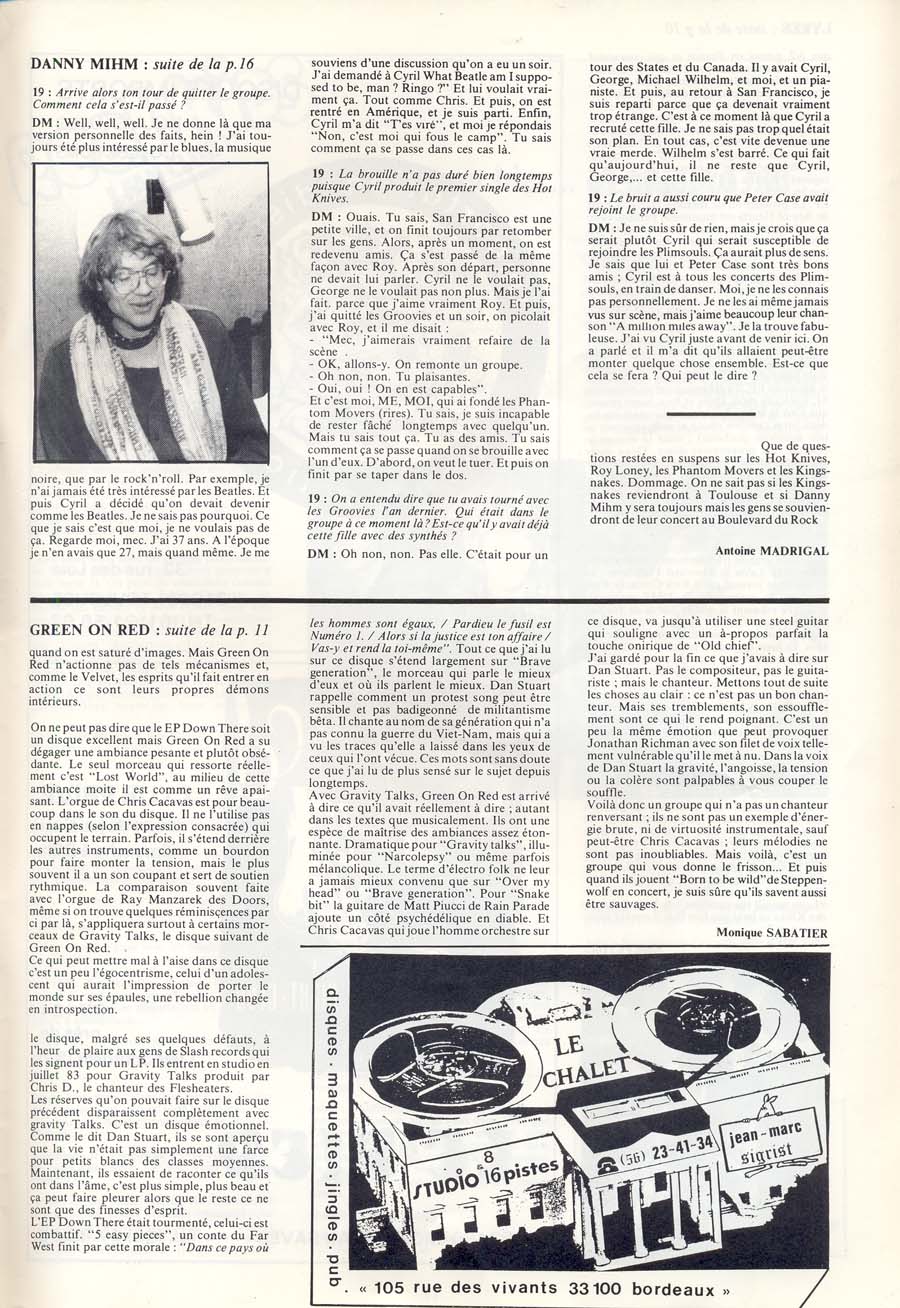 DANNY MIHM : suite de la p.16
19 : Arrive alors ton tour de quitter le groupe.
Comment cela s'est-il passé ?
DM : Well, well, well. Je ne donne là que ma
version personnelle des faits, hein ! J'ai tou-
jours été plus intéressé par le blues, la musique
noire, que par le rock'n'roll. Par exemple, je
n'ai jamais été très intéressé par les Beatles. Et
puis Cyril a décidé qu'on devait devenir
comme les Beatles. Je ne sais pas pourquoi. Ce
que je sais c'est que moi, je ne voulais pas de
ça. Regarde moi, mec. J'ai 37 ans. A l'époque
je n'en avais que 27, mais quand même. Je me
souviens d'une discussion qu'on a eu un soir.
J'ai demandé à Cyril What Beatle am I suppo-
sed to be, man ? Ringo ?" Et lui voulait vrai-
ment ça. Tout comme Chris. Et puis, on est
rentré en Amérique, et je suis parti. Enfin,
Cyril m'a dit "T'es viré", et moi je répondais
"Non, c'est moi qui fous le camp". Tu sais
comment ça se passe dans ces cas là.
19 : La brouille n'a pas duré bien longtemps
puisque Cyril produit le premier single des Hot
Knives.
DM : Ouais. Tu sais, San Francisco est une
petite ville, et on finit toujours par retomber
sur les gens. Alors, après un moment, on est
redevenu amis. Ça s'est passé de la même
façon avec Roy. Après son départ, personne
ne devait lui parler. Cyril ne le voulait pas,
George ne le voulait pas non plus. Mais je l'ai
fait. parce que j'aime vraiment Roy. Et puis,
j'ai quitté les Groovies et un soir, on picolait
avec Roy, et il me disait :
- "Mec, j'aimerais vraiment refaire de la
scène .
- OK, allons-y. On remonte un groupe.
- Oh non, non. Tu plaisantes.
- Oui, oui ! On en est capables".
Et c'est moi, ME, MOI, qui ai fondé les Phan-
tom Movers (rires). Tu sais, je suis incapable
de rester fâché longtemps avec quelqu'un.
Mais tu sais tout ça. Tu as des amis. Tu sais
comment ça se passe quand on se brouille avec
l'un d'eux. D'abord, on veut le tuer. Et puis on
finit par se taper dans le dos.
19 : On a entendu dire que tu avais tourné avec
les Groovies l'an dernier. Qui était dans le
groupe à ce moment là ? Est-ce qu'il y avait déjà
cette fille avec des synthés ?
DM : Oh non, non. Pas elle. C'était pour un
tour des States et du Canada. Il y avait Cyril,
George, Michael Wilhelm, et moi, et un pia-
niste. Et puis, au retour à San Francisco, je
suis reparti parce que ça devenait vraiment
trop étrange. C'est à ce moment là que Cyril a
recruté cette fille. Je ne sais pas trop quel était
son plan. En tout cas, c'est vite devenue une
vraie merde. Wilhelm s'est barré. Ce qui fait
qu'aujourd'hui, il ne reste que Cyril,
George,... et cette fille.
19 : Le bruit a aussi couru que Peter Case avait
rejoint le groupe.
DM : Je ne suis sûr de rien, mais je crois que ça
serait plutôt Cyril qui serait susceptible de
rejoindre les Plimsouls. Ça aurait plus de sens.
Je sais que lui et Peter Case sont très bons
amis ; Cyril est à tous les concerts des Plim-
souls, en train de danser. Moi, je ne les connais
pas personnellement. Je ne les ai même jamais
vus sur scène, mais j'aime beaucoup leur chan-
son "A million miles away". Je la trouve fabu-
leuse. J'ai vu Cyril juste avant de venir ici. On
a parlé et il m'a dit qu'ils allaient peut-être
monter quelque chose ensemble. Est-ce que
cela se fera ? Qui peut le dire ?
Que de ques-
tions restées en suspens sur les Hot Knives,
Roy Loney, les Phantom Movers et les Kings-
nakes. Dommage. On ne sait pas si les Kings-
nakes reviendront à Toulouse et si Danny
Mihm y sera toujours mais les gens se souvien-
dront de leur concert au Boulevard du Rock
Antoine MADRIGAL
GREEN ON RED : suite de la p. 11
quand on est saturé d'images. Mais Green On
Red n'actionne pas de tels mécanismes et,
comme le Velvet, les esprits qu'il fait entrer en
action ce sont leurs propres démons
intérieurs.
On ne peut pas dire que le EP Down There soit
un disque excellent mais Green On Red a su
dégager une ambiance pesante et plutôt obsé-
dante. Le seul morceau qui ressorte réelle-
ment c'est "Lost World", au milieu de cette
ambiance moite il est comme un rêve apai-
sant. L'orgue de Chris Cacavas est pour beau-
coup dans le son du disque. Il ne l'utilise pas
en nappes (selon l'expression consacrée) qui
occupent le terrain. Parfois, il s'étend derrière
les autres instruments, comme un bourdon
pour faire monter la tension, mais le plus
souvent il a un son coupant et sert de soutien
rythmique. La comparaison souvent faite
avec l'orgue de Ray Manzarek des Doors,
même si on trouve quelques réminisçences par
ci par là, s'appliquera surtout à certains mor-
ceaux de Gravity Talks, le disque suivant de
Green On Red.
Ce qui peut mettre mal à l'aise dans ce disque
c'est un peu l'égocentrisme, celui d'un adoles-
cent qui aurait l'impression de porter le
monde sur ses épaules, une rebellion changée
en introspection.
le disque, malgré ses quelques défauts, à
l'heur de plaire aux gens de Slash records qui
les signent pour un LP. Ils entrent en studio en
juillet 83 pour Gravity Talks produit par
Chris D., le chanteur des Flesheaters.
Les réserves qu'on pouvait faire sur le disque
précédent disparaissent complètement avec
gravity Talks. C'est un disque émotionnel.
Comme le dit Dan Stuart, ils se sont aperçu
que la vie n'était pas simplement une farce
pour petits blancs des classes moyennes.
Maintenant, ils essaient de raconter ce qu'ils
ont dans l'âme, c'est plus simple, plus beau et
ça peut faire pleurer alors que le reste ce ne
sont que des finesses d'esprit.
L'EP Down There était tourmenté, celui-ci est
combattif. "5 easy pieces", un conte du Far
West finit par cette morale : "Dans ce pays où
les hommes sont égaux, / Pardieu le fusil est
Numéro 1. / Alors si la justice est ton affaire /
Vas-y et rend la toi-même". Tout ce que j'ai lu
sur ce disque s'étend largement sur "Brave
generation", le morceau qui parle le mieux
d'eux et où ils parlent le mieux. Dan Stuart
rappelle comment un protest song peut être
sensible et pas badigeonné de militantisme
bêta. Il chante au nom de sa génération qui n'a
pas connu la guerre du Viet-Nam, mais qui a
vu les traces qu'elle a laissé dans les yeux de
ceux qui l'ont vécue. Ces mots sont sans doute
ce que j'ai lu de plus sensé sur le sujet depuis
longtemps.
Avec Gravity Talks, Green On Red est arrivé
à dire ce qu'il avait réellement à dire ; autant
dans les textes que musicalement. Ils ont une
espèce de maîtrise des ambiances assez éton-
nante. Dramatique pour "Gravity talks", illu-
minée pour "Narcolepsy" ou même parfois
mélancolique. Le terme d'électro folk ne leur
a jamais mieux convenu que sur "Over my
head" ou "Brave generation". Pour "Snake
bit" la guitare de Matt Piucci de Rain Parade
ajoute un côté psychédélique en diable. Et
Chris Cacavas qui joue l'homme orchestre sur
ce disque, va jusqu'à utiliser une steel guitar
qui souligne avec un à-propos parfait la
touche onirique de "Old chief".
J'ai gardé pour la fin ce que j'avais à dire sur
Dan Stuart. Pas le compositeur, pas le guita-
riste ; mais le chanteur. Mettons tout de suite
les choses au clair : ce n'est pas un bon chan-
teur. Mais ses tremblements, son essouffle-
ment sont ce qui le rend poignant. C'est un
peu la même émotion que peut provoquer
Jonathan Richman avec son filet de voix telle-
ment vulnérable qu'il le met à nu. Dans la voix
de Dan Stuart la gravité, l'angoisse, la tension
ou la colère sont palpables à vous couper le
souffle.
Voilà donc un groupe qui n'a pas un chanteur
renversant ; ils ne sont pas un exemple d'éner-
gie brute, ni de virtuosité instrumentale, sauf
peut-être Chris Cacavas ; leurs mélodies ne
sont pas inoubliables. Mais voilà, c'est un
groupe qui vous donne le frisson... Et puis
quand ils jouent "Born to be wild" de Steppen-
wolf en concert, je suis sûre qu'ils savent aussi
être sauvages.
Monique SABATIER
disques . maquettes . jingles . pub .
LE
CHALET
STUDIO 8 16 pistes
(56) 23-41-34
jean-marc
sigrist
« 105 rue des vivants 33100 bordeaux »